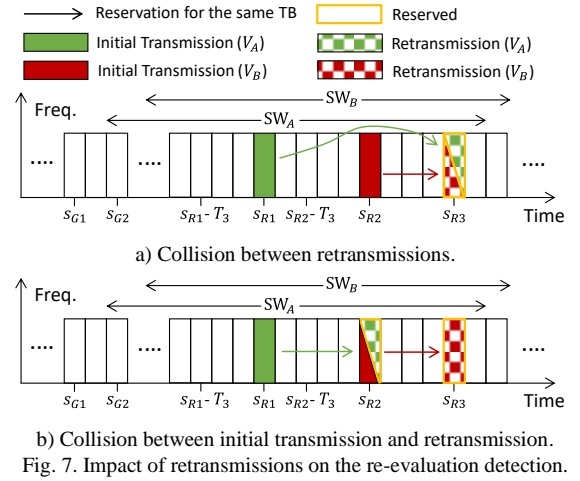 Reservation for the same TB
Reserved
Initial Transmission (V_A)
Retransmission (V_A)
Initial Transmission (V_B)
Retransmission (V_B)
SW_B
SW_A
Freq.
.... .... ....
s_G1 s_G2 s_R1 - T_3 s_R1 s_R2 - T_3 s_R2 s_R3 Time
a) Collision between retransmissions.
SW_B
Freq.
SW_A
.... .... ....
s_G1 s_G2 s_R1 - T_3 s_R1 s_R2 - T_3 s_R2 s_R3 Time
b) Collision between initial transmission and retransmission.
Fig. 7. Impact of retransmissions on the re-evaluation detection.